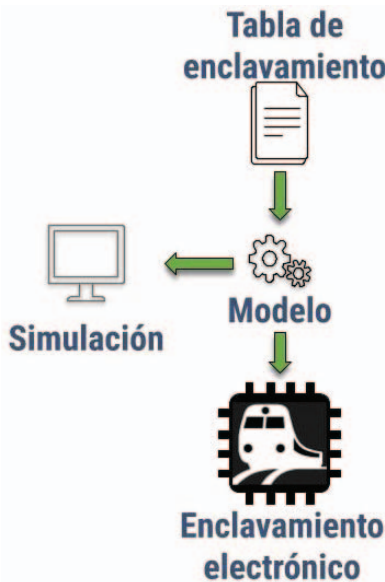 Tabla de
enclavamiento
Modelo
Simulación
Enclavamiento
electrónico